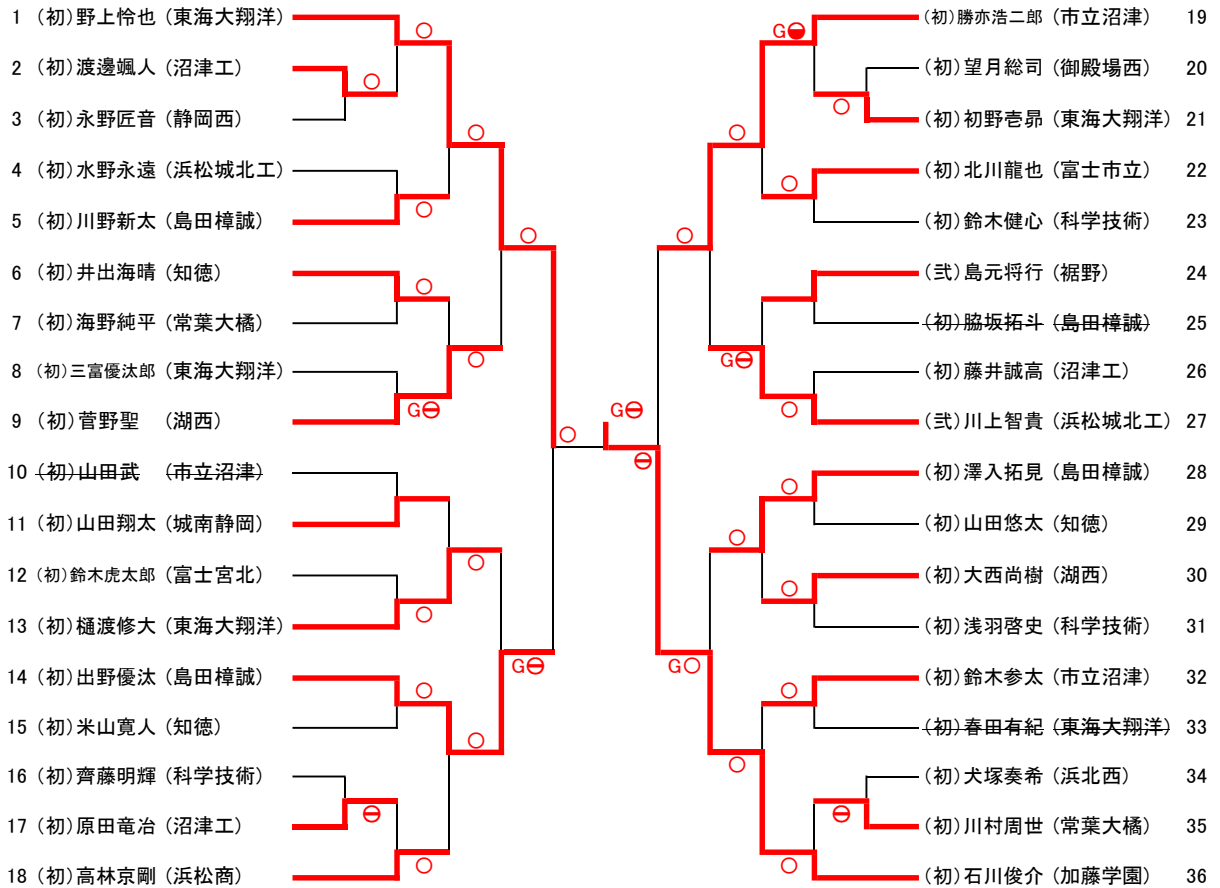 1 (初)野上怜也 (東海大翔洋)
2 (初)渡邊颯人 (沼津工)
3 (初)永野匠音 (静岡西)
4 (初)水野永遠 (浜松城北工)
5 (初)川野新太 (島田樟誠)
6 (初)井出海晴 (知徳)
7 (初)海野純平 (常葉大橘)
8 (初)三富優汰郎 (東海大翔洋)
9 (初)菅野聖 (湖西)
10 (初)山田武 (市立沼津)
11 (初)山田翔太 (城南静岡)
12 (初)鈴木虎太郎 (富士宮北)
13 (初)樋渡修大 (東海大翔洋)
14 (初)出野優汰 (島田樟誠)
15 (初)米山寛人 (知徳)
16 (初)齊藤明輝 (科学技術)
17 (初)原田竜冶 (沼津工)
18 (初)高林京剛 (浜松商)
G
G
G
G
G
G
(初)勝亦浩二郎 (市立沼津) 19
(初)望月総司 (御殿場西) 20
(初)初野壱昴 (東海大翔洋) 21
(初)北川龍也 (富士市立) 22
(初)鈴木健心 (科学技術) 23
(弐)島元将行 (裾野) 24
(初)脇坂拓斗 (島田樟誠) 25
(初)藤井誠高 (沼津工) 26
(弐)川上智貴 (浜松城北工) 27
(初)澤入拓見 (島田樟誠) 28
(初)山田悠太 (知徳) 29
(初)大西尚樹 (湖西) 30
(初)浅羽啓史 (科学技術) 31
(初)鈴木参太 (市立沼津) 32
(初)春田有紀 (東海大翔洋) 33
(初)犬塚奏希 (浜北西) 34
(初)川村周世 (常葉大橘) 35
(初)石川俊介 (加藤学園) 36